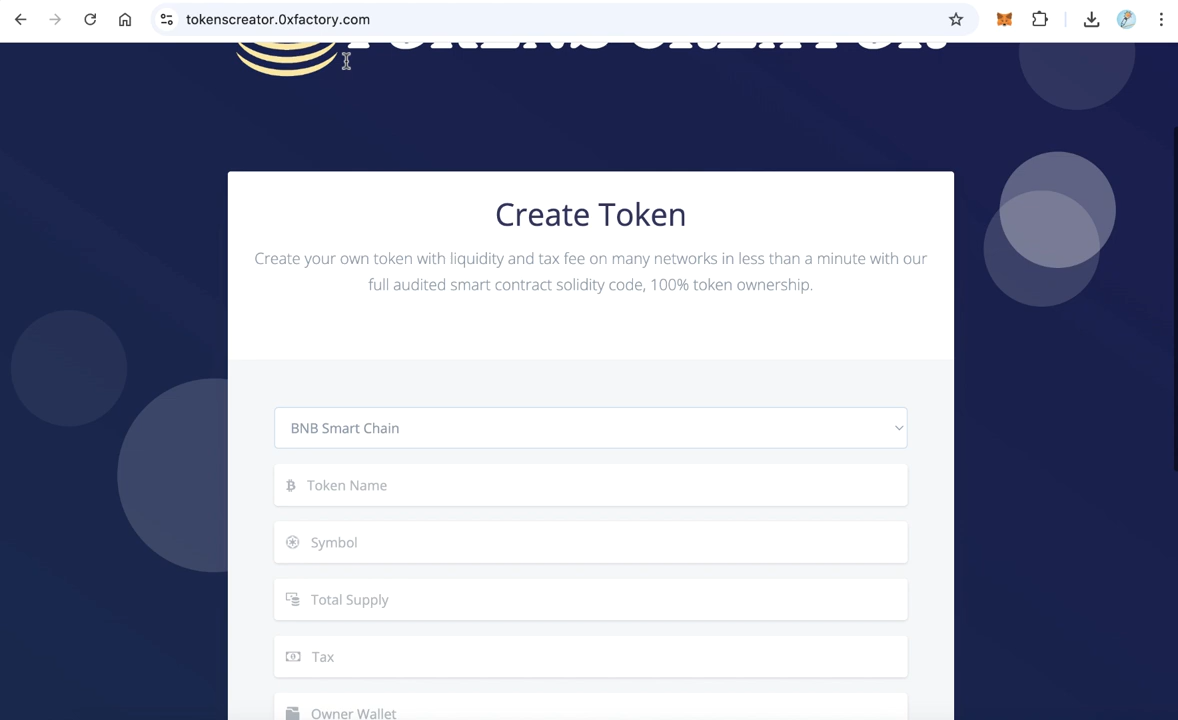 tokenscreator.0xfactory.com
TOKENS CREATOR
Create Token
Create your own token with liquidity and tax fee on many networks in less than a minute with our
full audited smart contract solidity code, 100% token ownership.
BNB Smart Chain
Token Name
Symbol
Total Supply
Tax
Owner Wallet